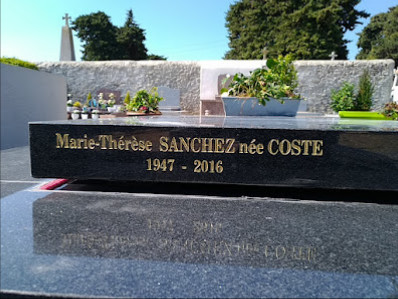 Marie-Thérèse SANCHEZ née COSTE
1947 - 2016